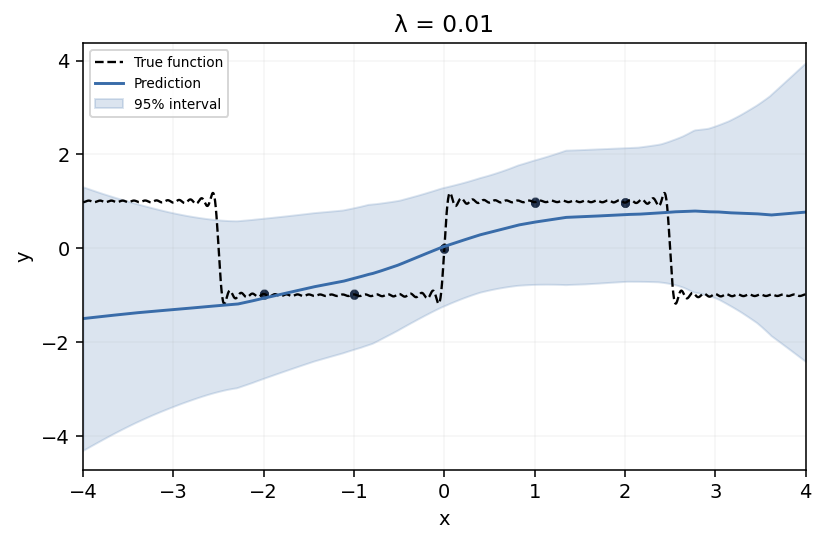 λ = 0.01
True function
Prediction
95% interval
4
2
0
−2
−4
y
−4 −3 −2 −1 0 1 2 3 4
x